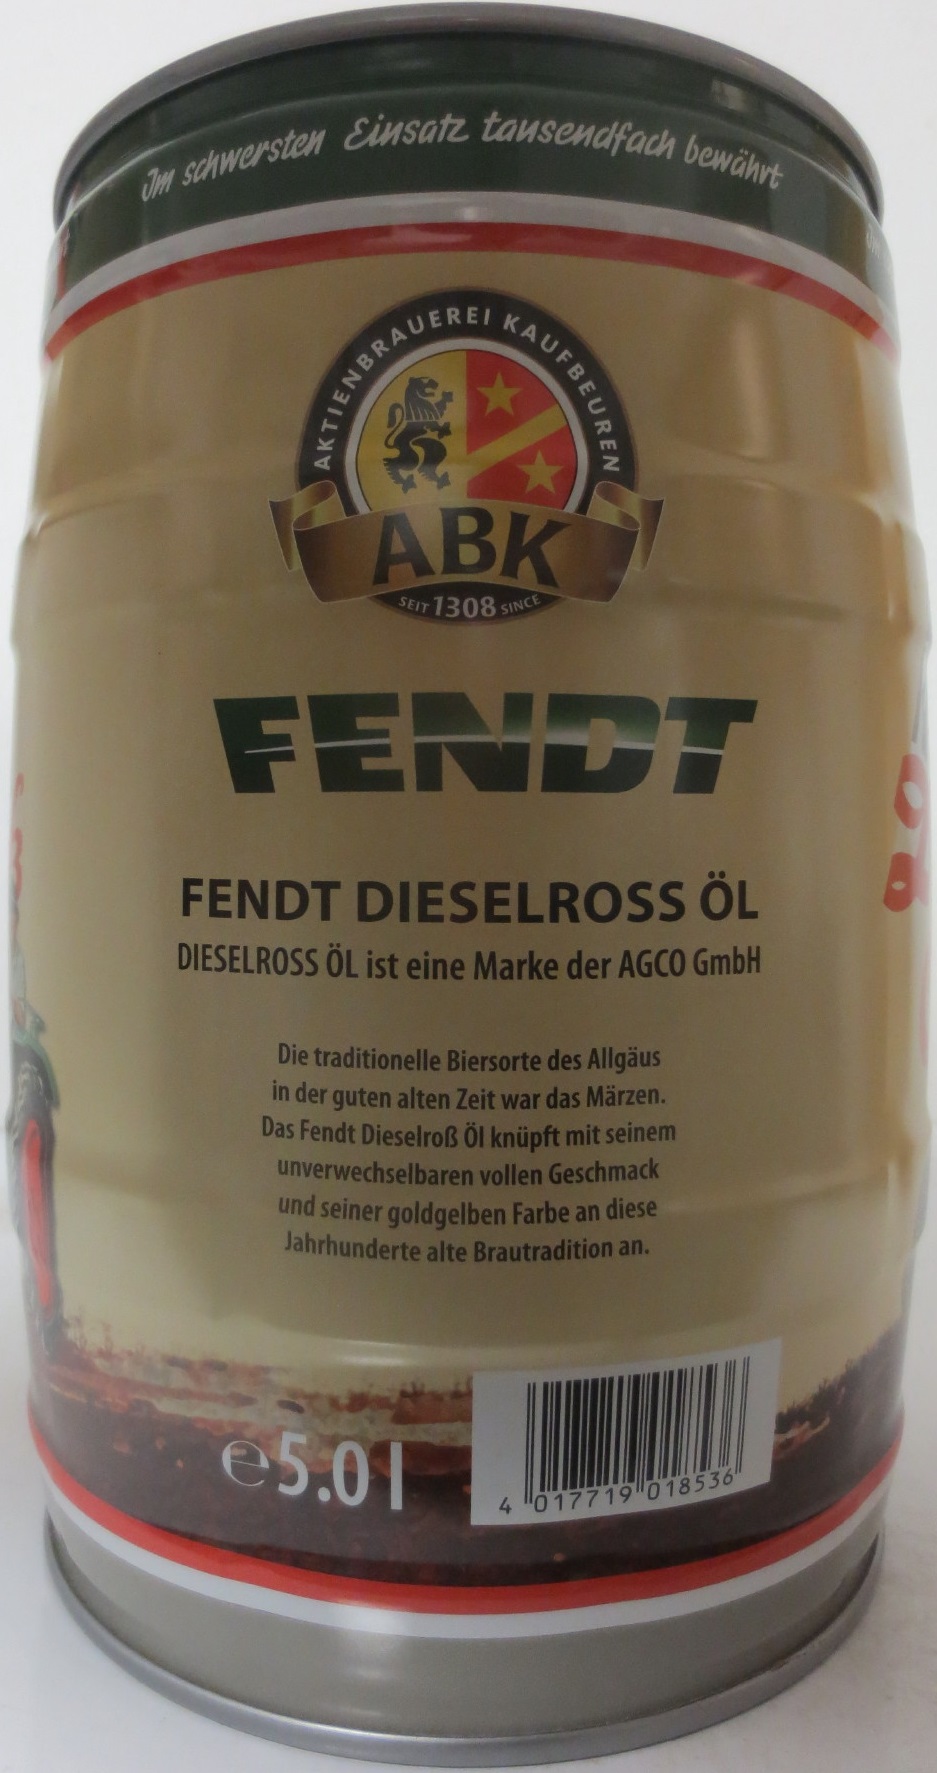 Im schwersten Einsatz tausendfach bewährt
AKTIENBRAUEREI KAUFBEUREN
ABK
SEIT 1308 SINCE
FENDT
FENDT DIESELROSS ÖL
DIESELROSS ÖL ist eine Marke der AGCO GmbH
Die traditionelle Biersorte des Allgäus
in der guten alten Zeit war das Märzen.
Das Fendt Dieselroß Öl knüpft mit seinem
unverwechselbaren vollen Geschmack
und seiner goldgelben Farbe an diese
Jahrhunderte alte Brautradition an.
℮5.0 l
4 017719 018536